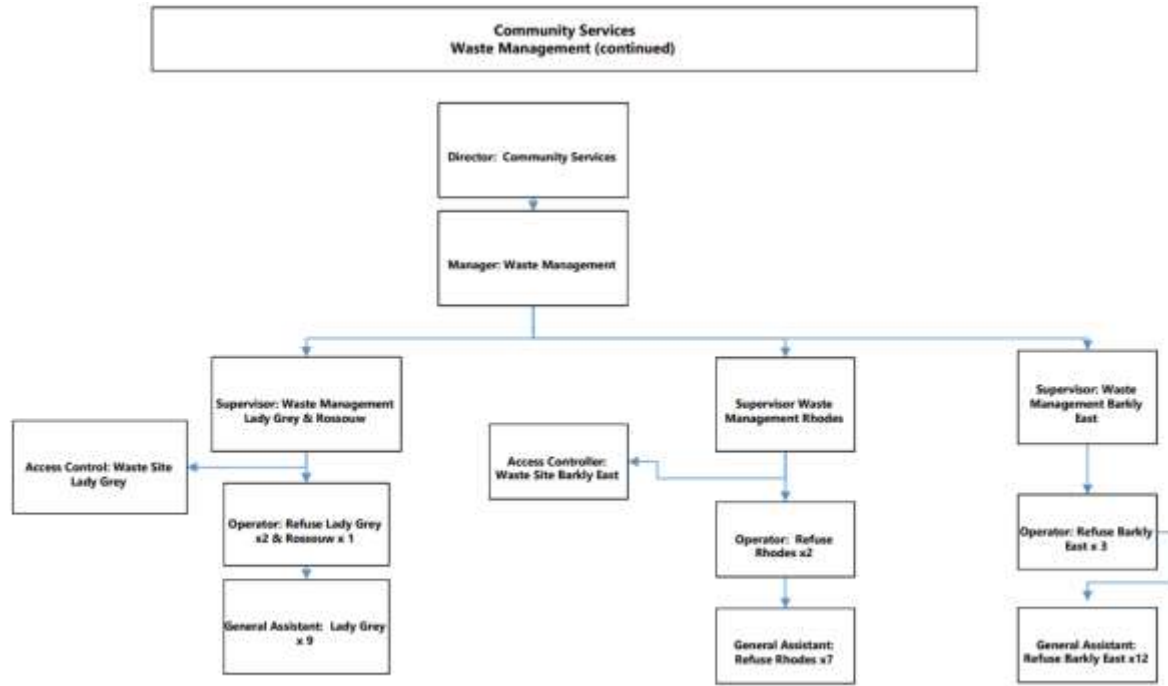 Community Services
Waste Management (continued)
Director: Community Services
Manager: Waste Management
Supervisor: Waste Management
Lady Grey & Rossouw
Supervisor Waste
Management Rhodes
Supervisor: Waste
Management Barkly
East
Access Control: Waste Site
Lady Grey
Access Controller:
Waste Site Barkly East
Operator: Refuse Lady Grey
x2 & Rossouw x 1
Operator: Refuse
Rhodes x2
Operator: Refuse Barkly
East x 3
General Assistant: Lady Grey
x 9
General Assistant:
Refuse Rhodes x7
General Assistant:
Refuse Barkly East x12